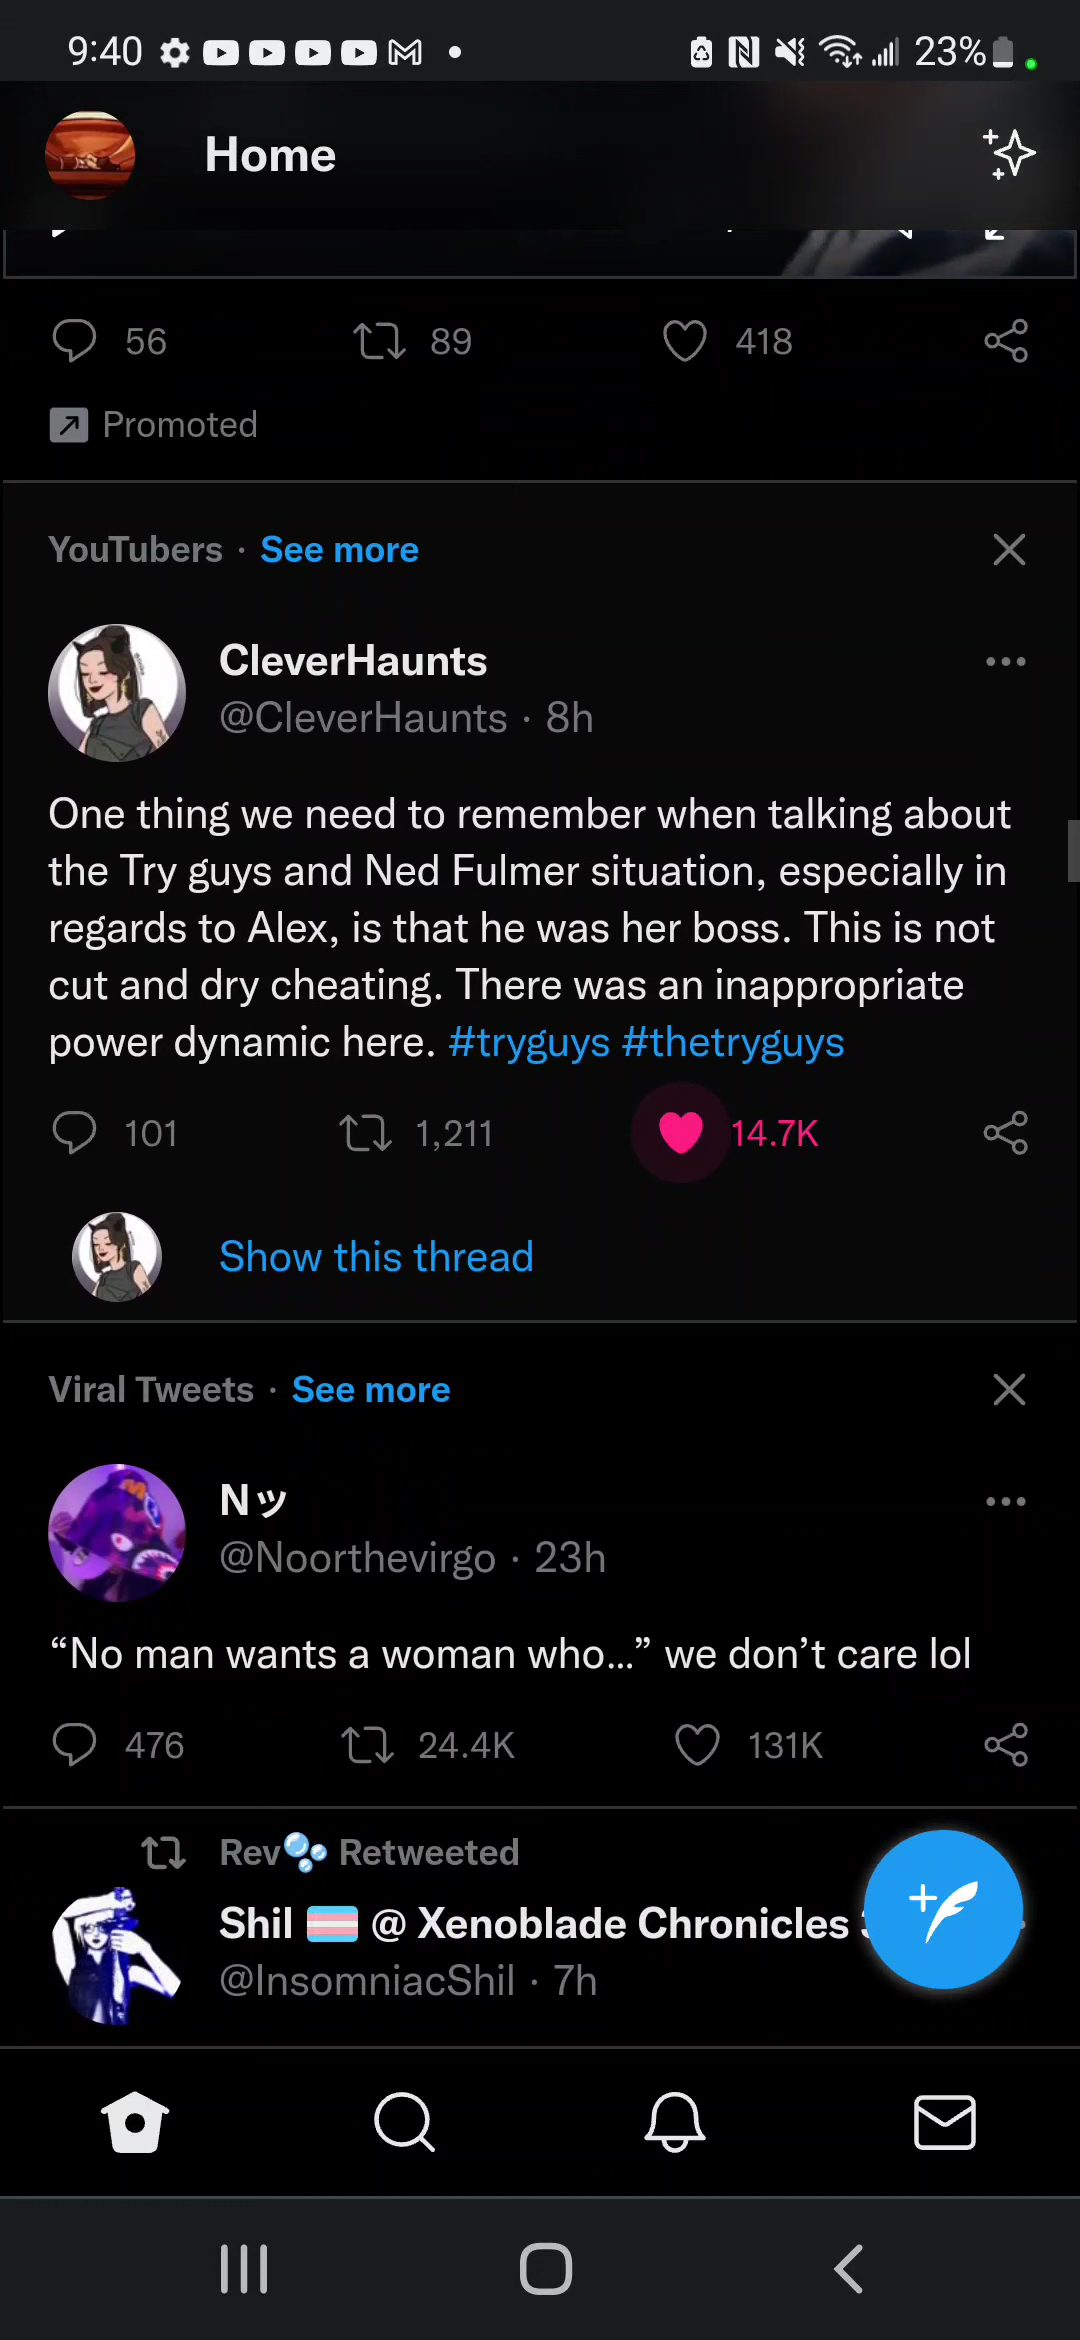 9:40
23%
Home
56 89 418
Promoted
YouTubers · See more
CleverHaunts
@CleverHaunts · 8h
One thing we need to remember when talking about
the Try guys and Ned Fulmer situation, especially in
regards to Alex, is that he was her boss. This is not
cut and dry cheating. There was an inappropriate
power dynamic here. #tryguys #thetryguys
101 1,211 14.7K
Show this thread
Viral Tweets · See more
Nッ
@Noorthevirgo · 23h
“No man wants a woman who...” we don’t care lol
476 24.4K 131K
Rev🫧 Retweeted
Shil 🏳️‍⚧️ @ Xenoblade Chronicles
@InsomniacShil · 7h